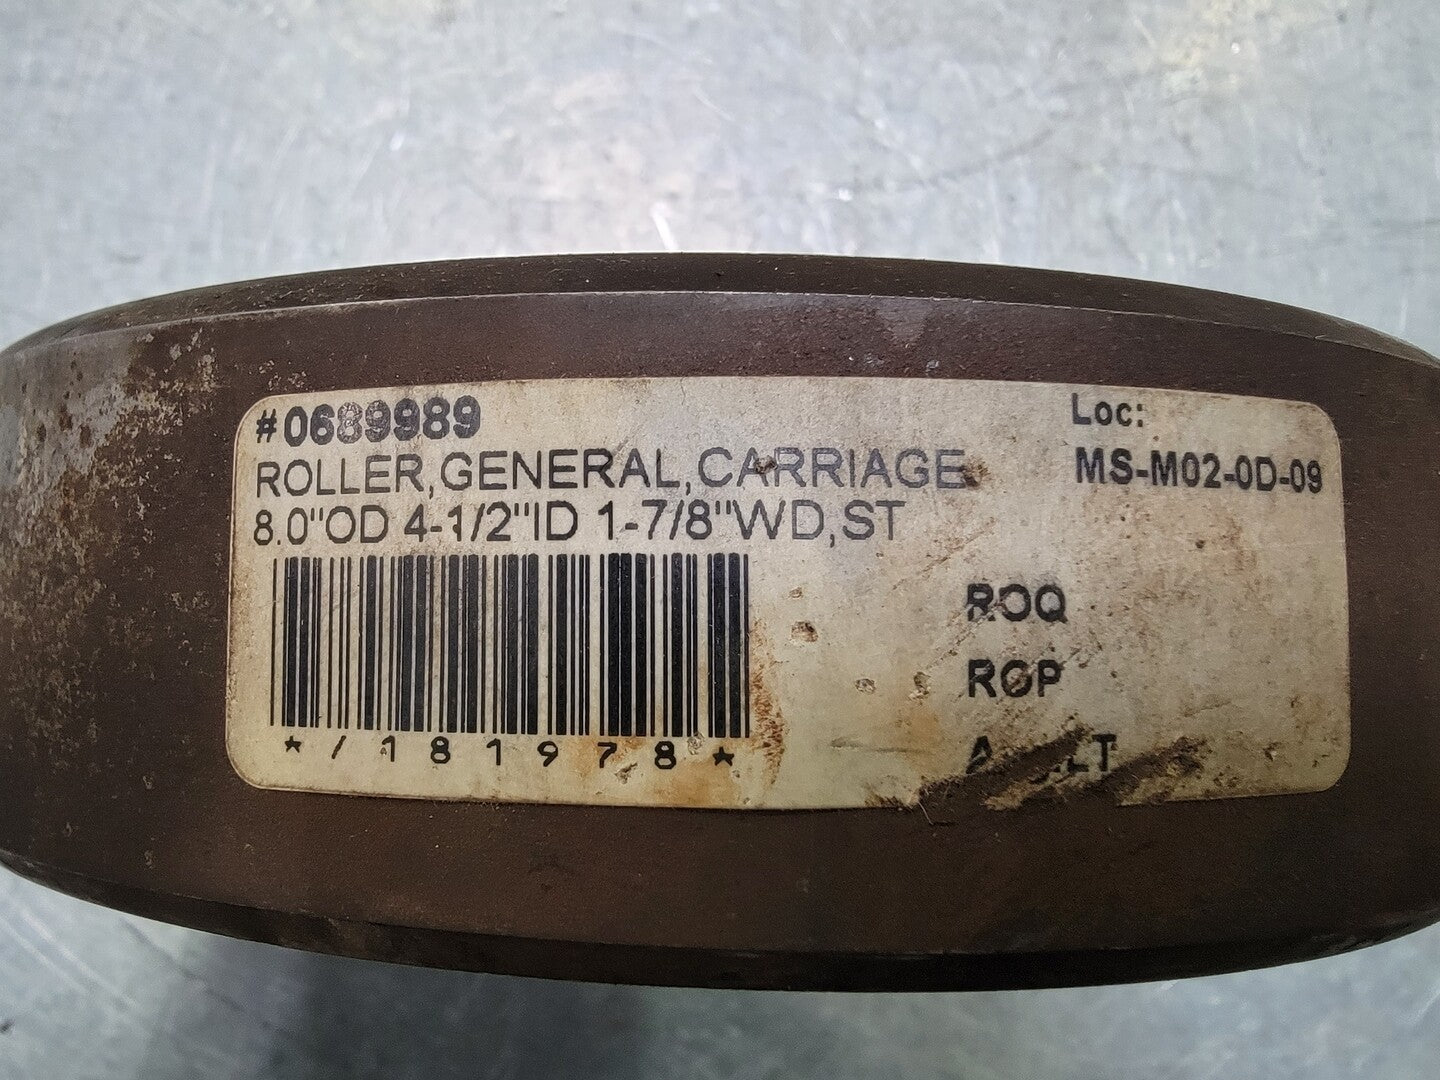 #0689989
ROLLER,GENERAL,CARRIAGE
8.0"OD 4-1/2"ID 1-7/8"WD,ST
*/181978*
Loc:
MS-M02-0D-09
ROQ
ROP